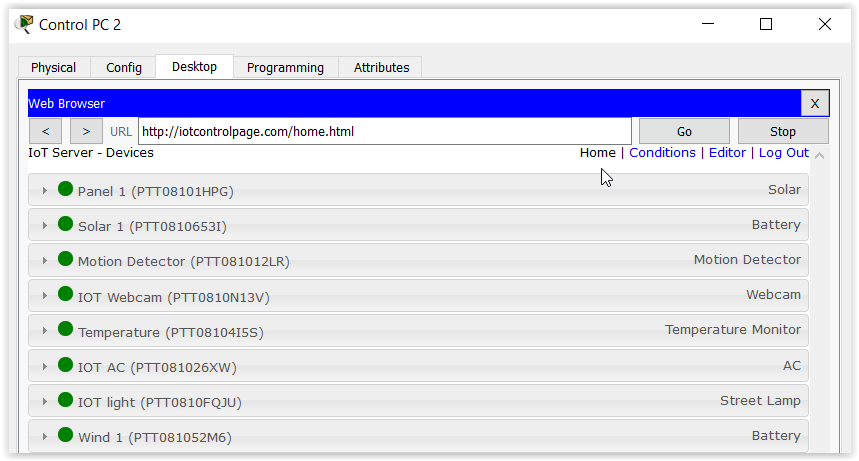 Control PC 2
Physical Config Desktop Programming Attributes
Web Browser X
< > URL http://iotcontrolpage.com/home.html Go Stop
IoT Server - Devices Home | Conditions | Editor | Log Out
Panel 1 (PTT08101HPG) Solar
Solar 1 (PTT0810653I) Battery
Motion Detector (PTT081012LR) Motion Detector
IOT Webcam (PTT0810N13V) Webcam
Temperature (PTT08104I5S) Temperature Monitor
IOT AC (PTT081026XW) AC
IOT light (PTT0810FQJU) Street Lamp
Wind 1 (PTT081052M6) Battery